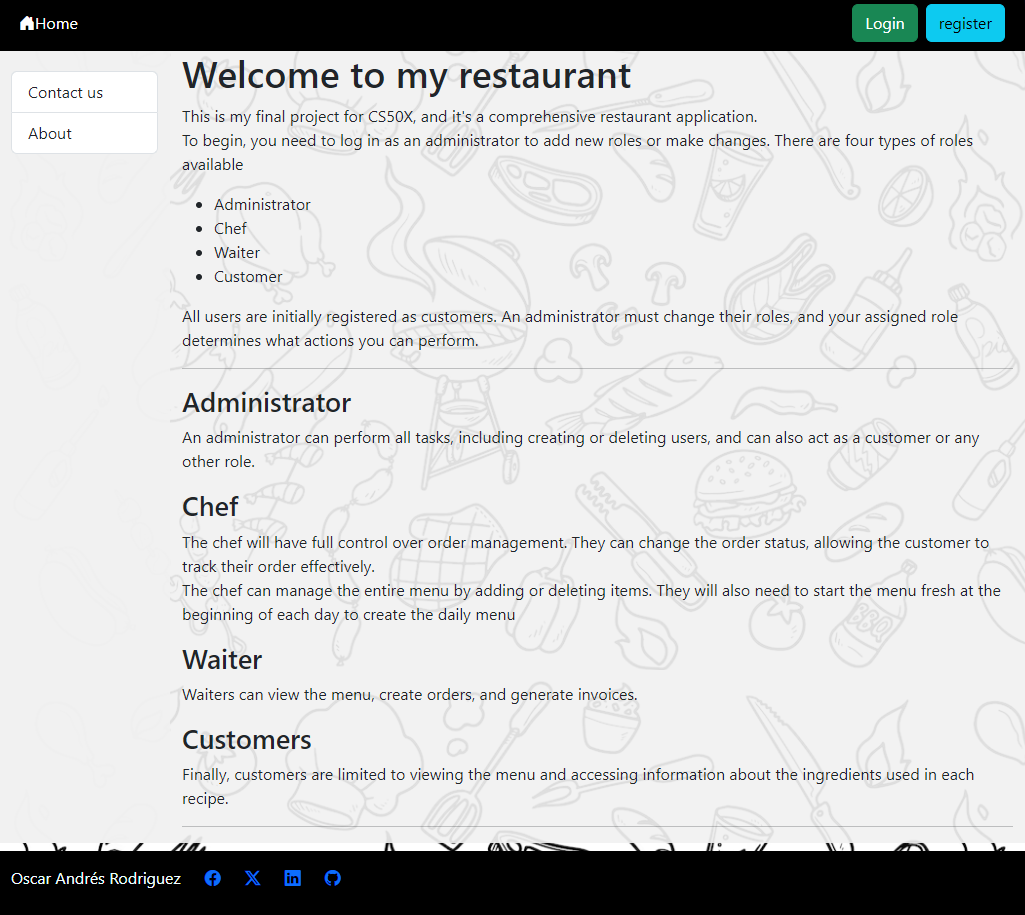 Home
Login
register
Contact us
About
Welcome to my restaurant
This is my final project for CS50X, and it's a comprehensive restaurant application.
To begin, you need to log in as an administrator to add new roles or make changes. There are four types of roles
available
Administrator
Chef
Waiter
Customer
All users are initially registered as customers. An administrator must change their roles, and your assigned role
determines what actions you can perform.
Administrator
An administrator can perform all tasks, including creating or deleting users, and can also act as a customer or any
other role.
Chef
The chef will have full control over order management. They can change the order status, allowing the customer to
track their order effectively.
The chef can manage the entire menu by adding or deleting items. They will also need to start the menu fresh at the
beginning of each day to create the daily menu
BBQ
Waiter
Waiters can view the menu, create orders, and generate invoices.
Customers
Finally, customers are limited to viewing the menu and accessing information about the ingredients used in each
recipe.
Oscar Andrés Rodriguez